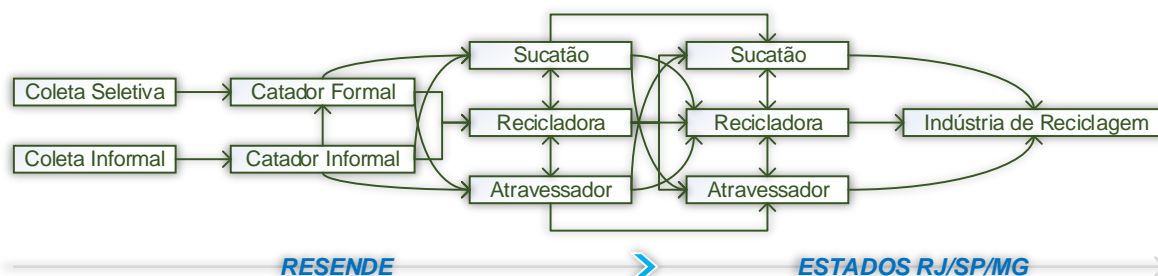 Sucatão
Sucatão
Coleta Seletiva
Catador Formal
Recicladora
Recicladora
Indústria de Reciclagem
Coleta Informal
Catador Informal
Atravessador
Atravessador
RESENDE
ESTADOS RJ/SP/MG